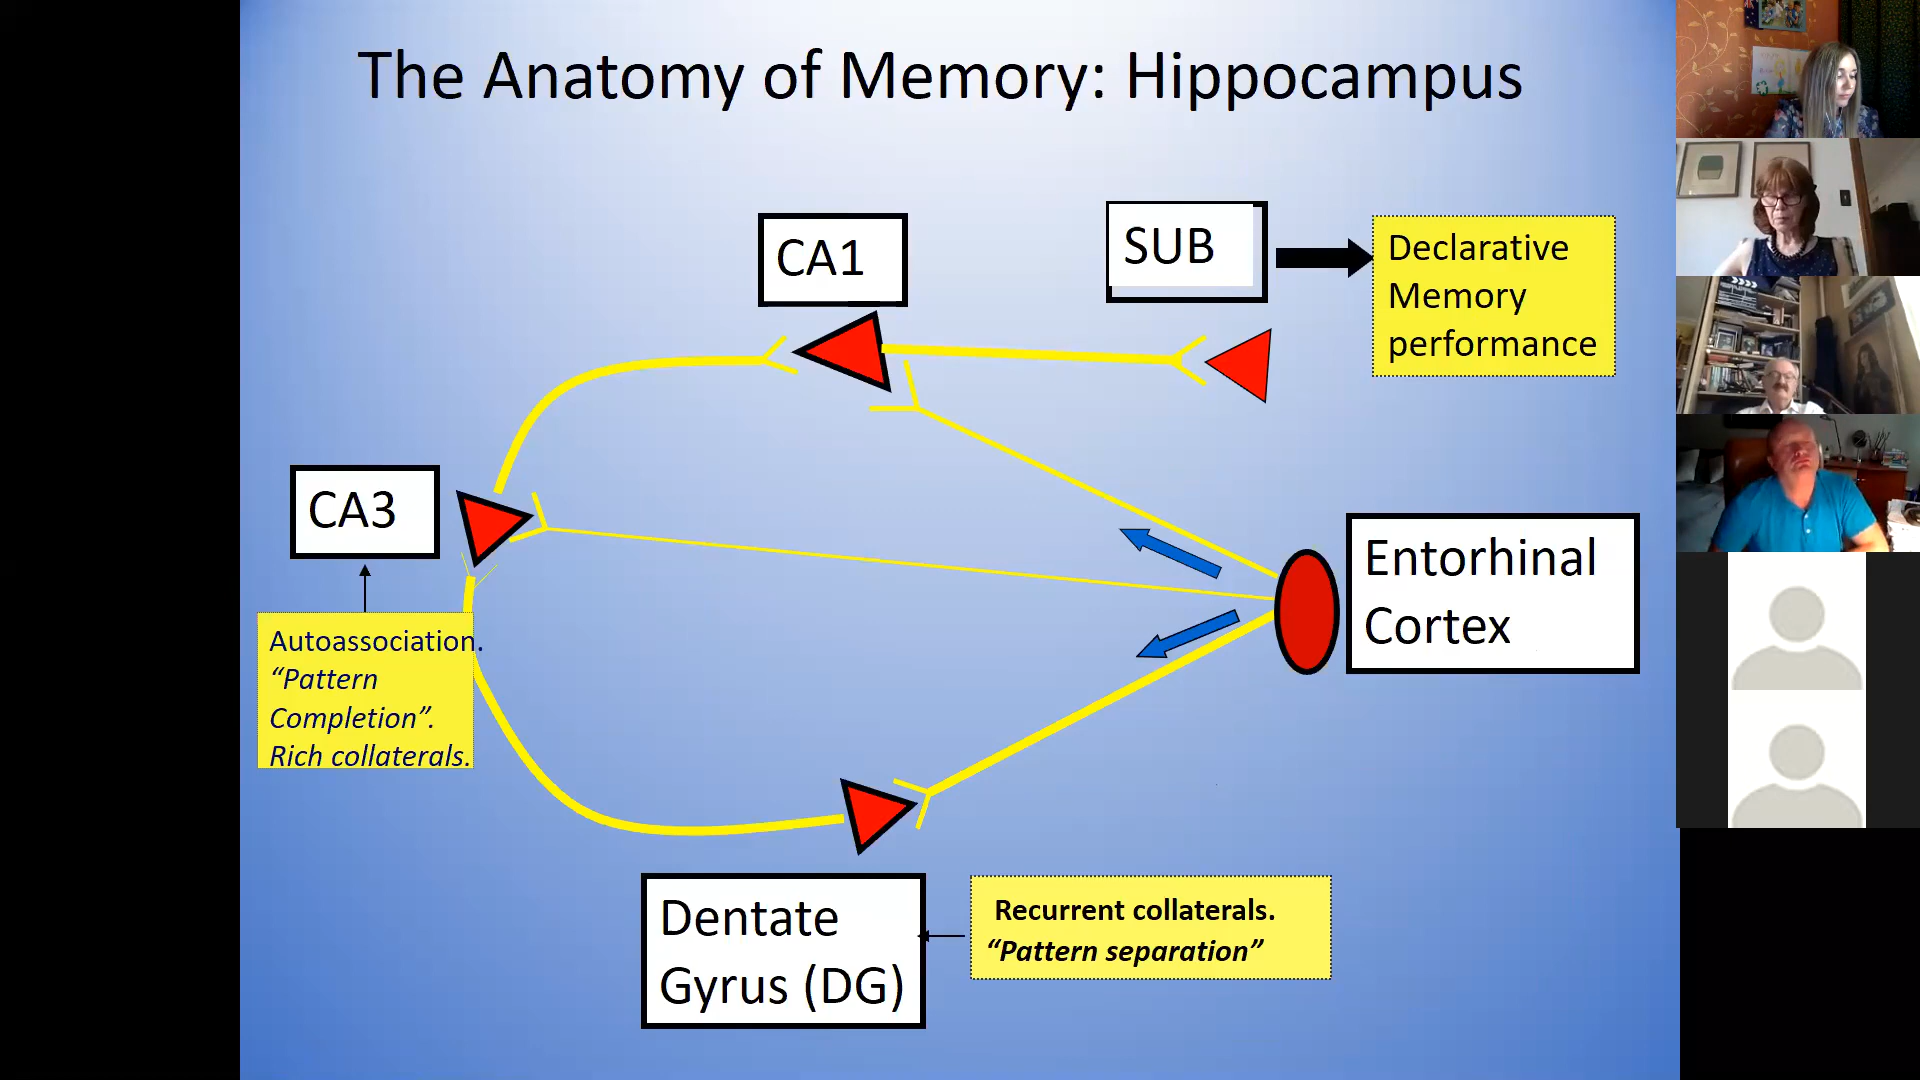 The Anatomy of Memory: Hippocampus
CA1
SUB
Declarative
Memory
performance
CA3
Entorhinal
Cortex
Autoassociation.
“Pattern
Completion”.
Rich collaterals.
Dentate
Gyrus (DG)
Recurrent collaterals.
“Pattern separation”